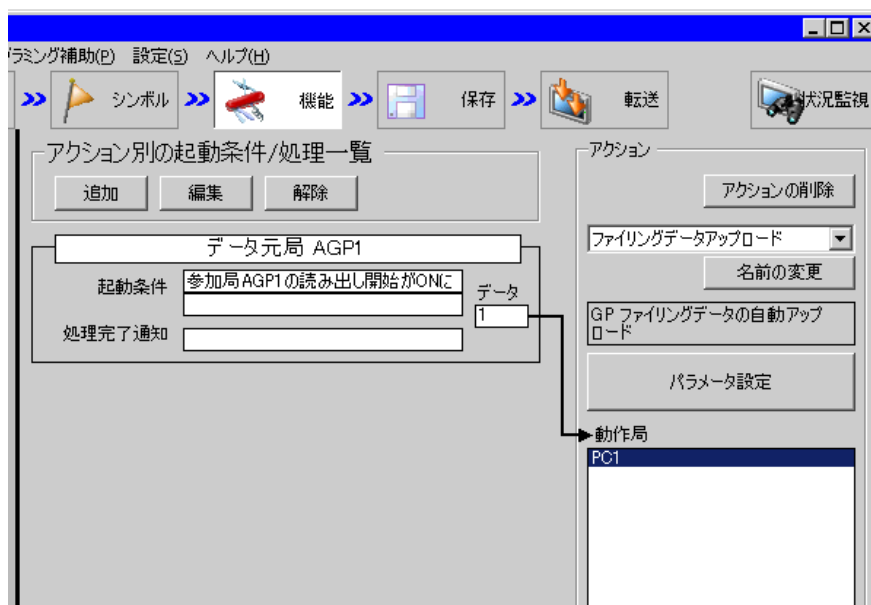 ラミング補助(P) 設定(S) ヘルプ(H)
シンボル 機能 保存 転送 状況監視
アクション別の起動条件/処理一覧
追加 編集 解除
データ元局 AGP1
起動条件 参加局AGP1の読み出し開始がONに
データ
1
処理完了通知
アクション
アクションの削除
ファイリングデータアップロード
名前の変更
GP ファイリングデータの自動アップ
ロード
パラメータ設定
動作局
PC1